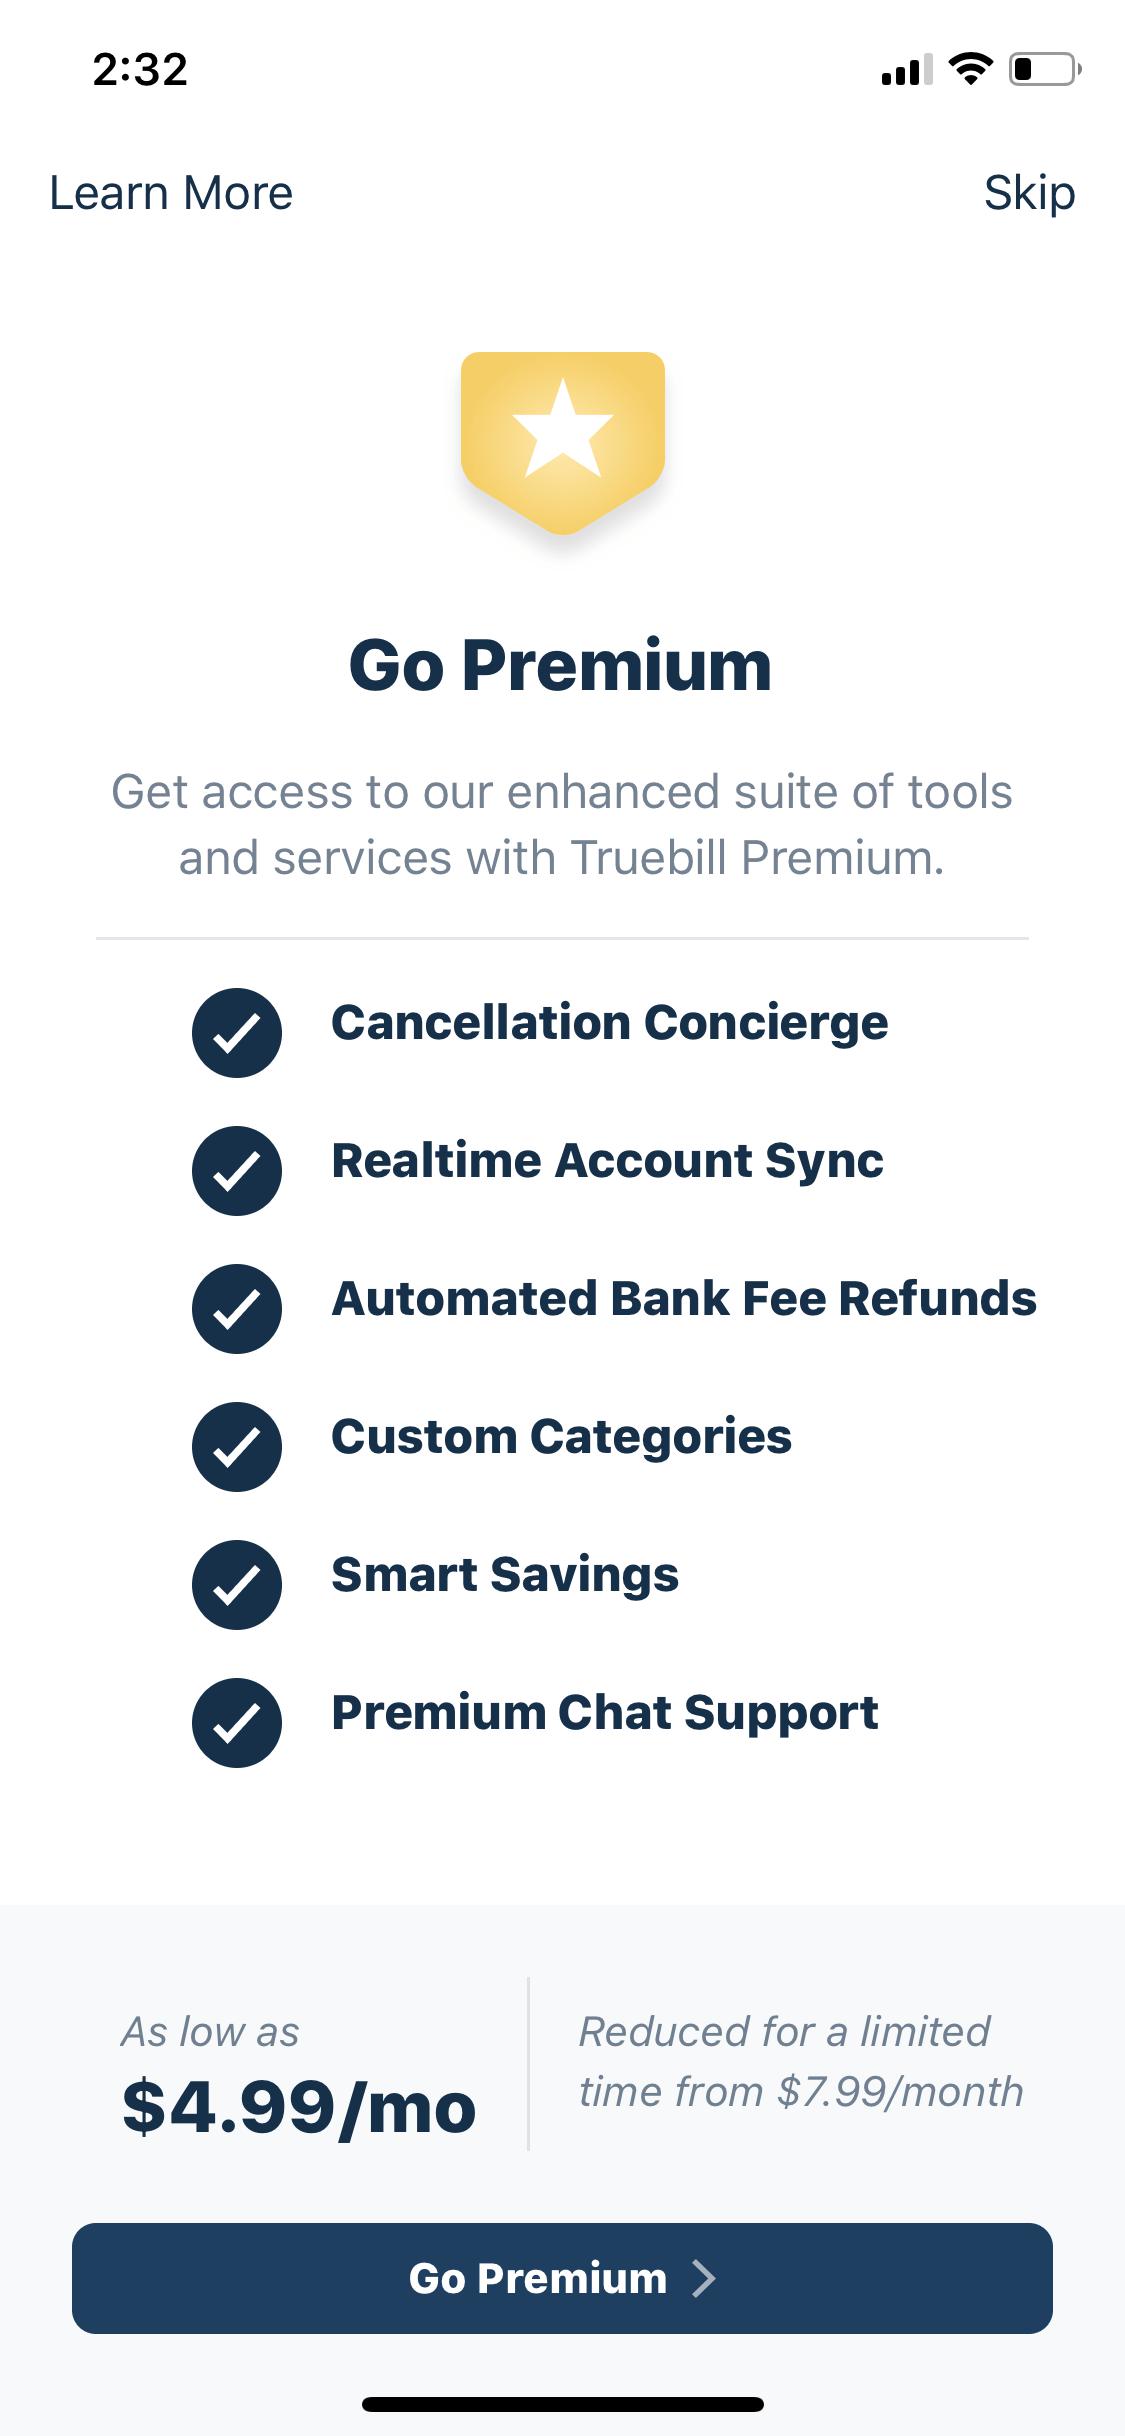 2:32
Learn More
Skip
Go Premium
Get access to our enhanced suite of tools
and services with Truebill Premium.
Cancellation Concierge
Realtime Account Sync
Automated Bank Fee Refunds
Custom Categories
Smart Savings
Premium Chat Support
As low as
$4.99/mo
Reduced for a limited
time from $7.99/month
Go Premium